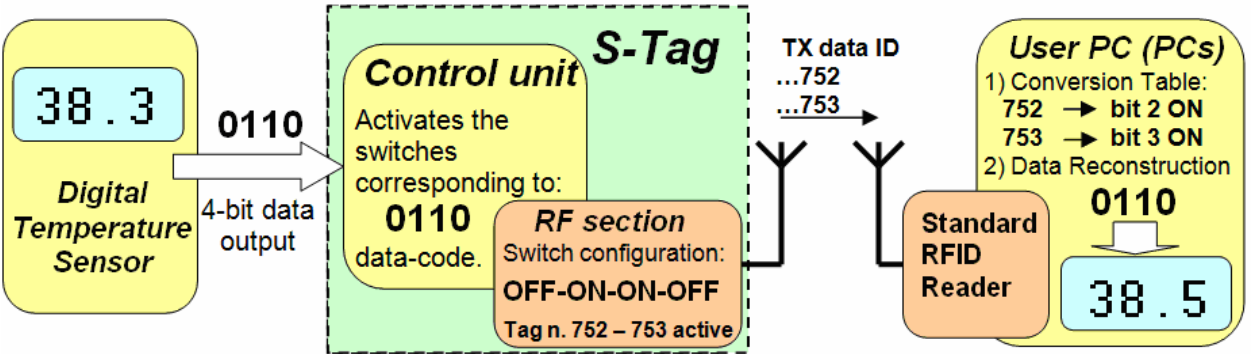 38.3
Digital
Temperature
Sensor
0110
4-bit data
output
S-Tag
Control unit
Activates the
switches
corresponding to:
0110
data-code.
RF section
Switch configuration:
OFF-ON-ON-OFF
Tag n. 752 – 753 active
TX data ID
...752
...753
Standard
RFID
Reader
User PC (PCs)
1) Conversion Table:
752 → bit 2 ON
753 → bit 3 ON
2) Data Reconstruction
0110
38.5